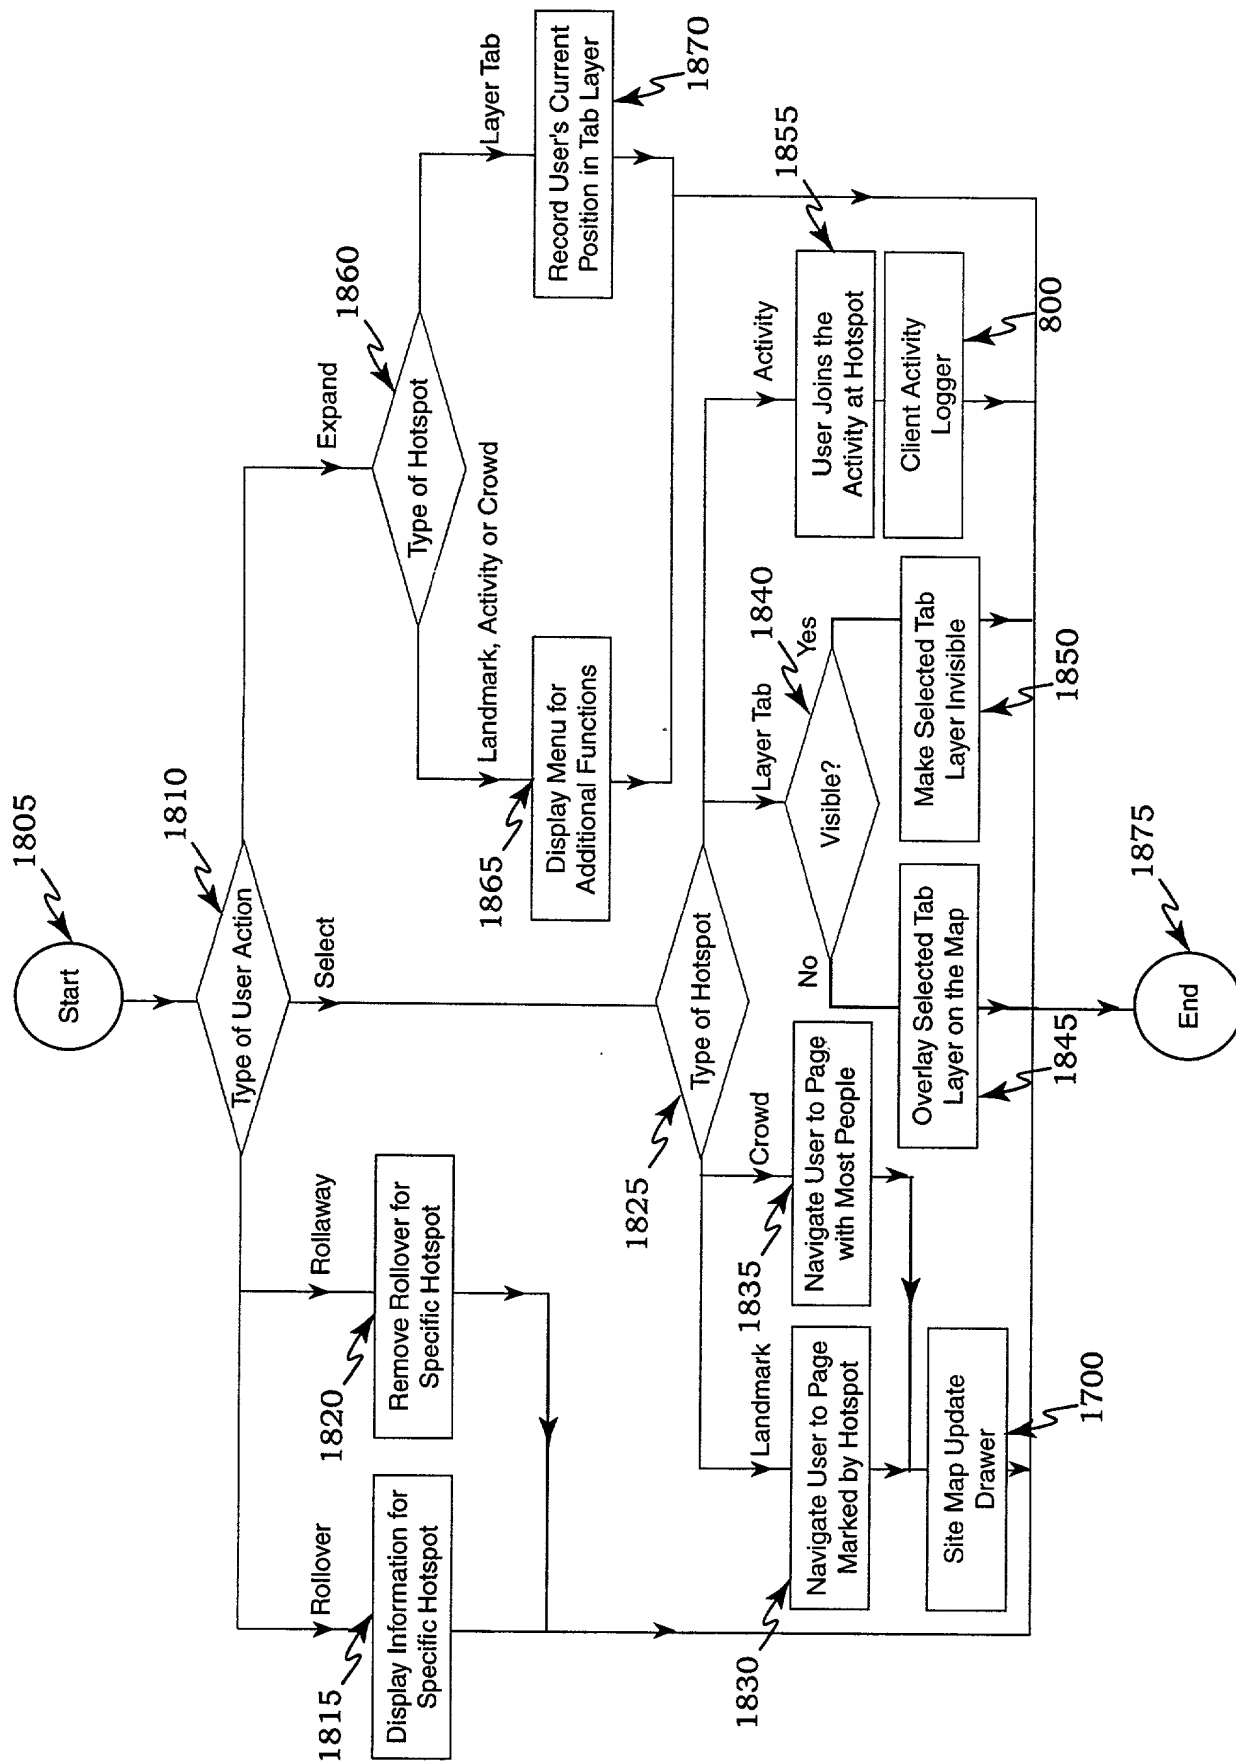 Start
1805
Type of User Action
1810
Rollover
Rollaway
Select
Expand
Display Information for
Specific Hotspot
1815
Remove Rollover for
Specific Hotspot
1820
Type of Hotspot
1860
Landmark, Activity or Crowd
Layer Tab
Display Menu for
Additional Functions
1865
Record User's Current
Position in Tab Layer
1870
Type of Hotspot
1825
Landmark
Crowd
Layer Tab
Activity
Navigate User to Page
Marked by Hotspot
1830
Navigate User to Page
with Most People
1835
Visible?
1840
No
Yes
User Joins the
Activity at Hotspot
1855
Site Map Update
Drawer
1700
Overlay Selected Tab
Layer on the Map
1845
Make Selected Tab
Layer Invisible
1850
Client Activity
Logger
800
End
1875